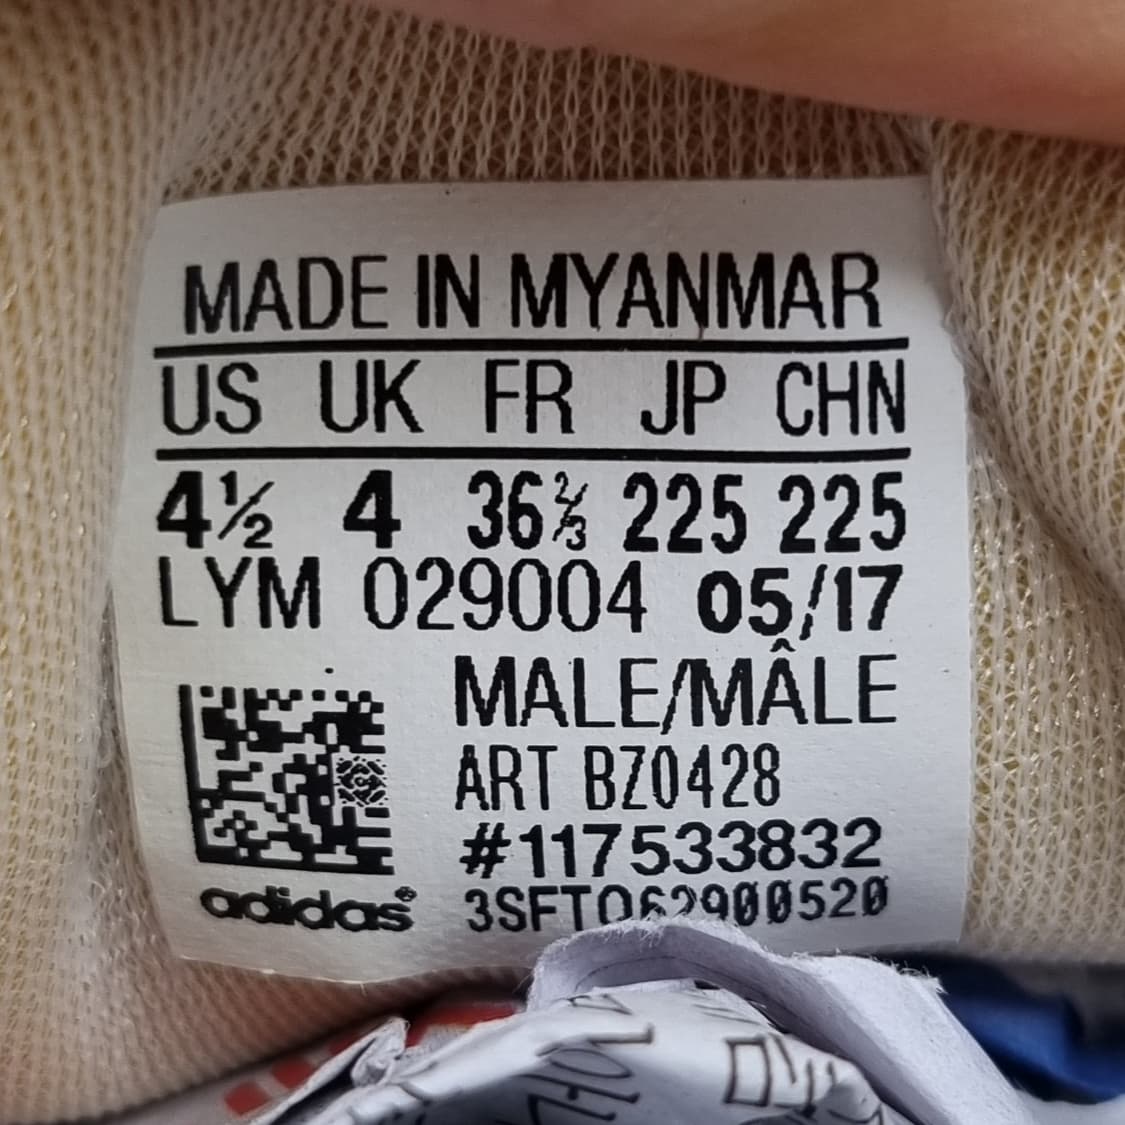 MADE IN MYANMAR
US UK FR JP CHN
4½ 4 36⅔ 225 225
LYM 029004 05/17
MALE/MÂLE
ART BZ0428
#117533832
adidas®